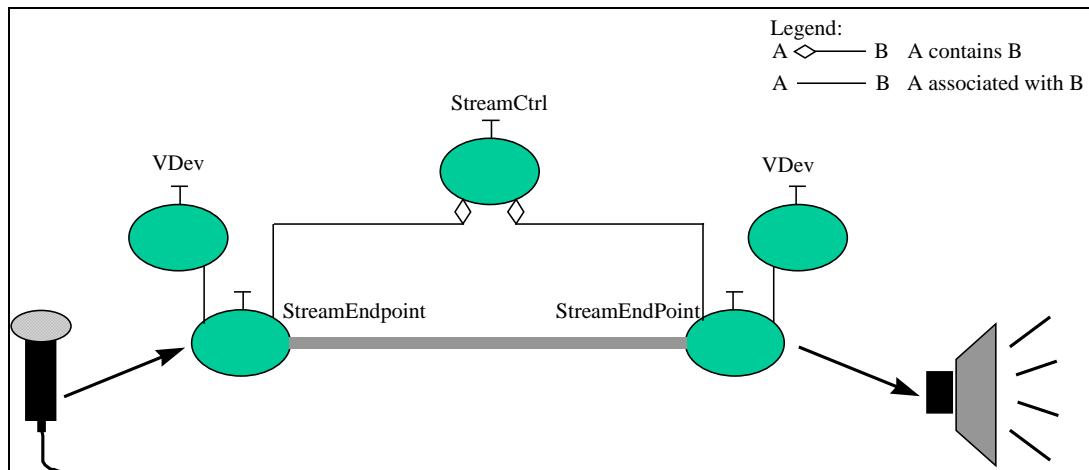 Legend:
A B A contains B
A B A associated with B
StreamCtrl
VDev
VDev
StreamEndpoint
StreamEndPoint